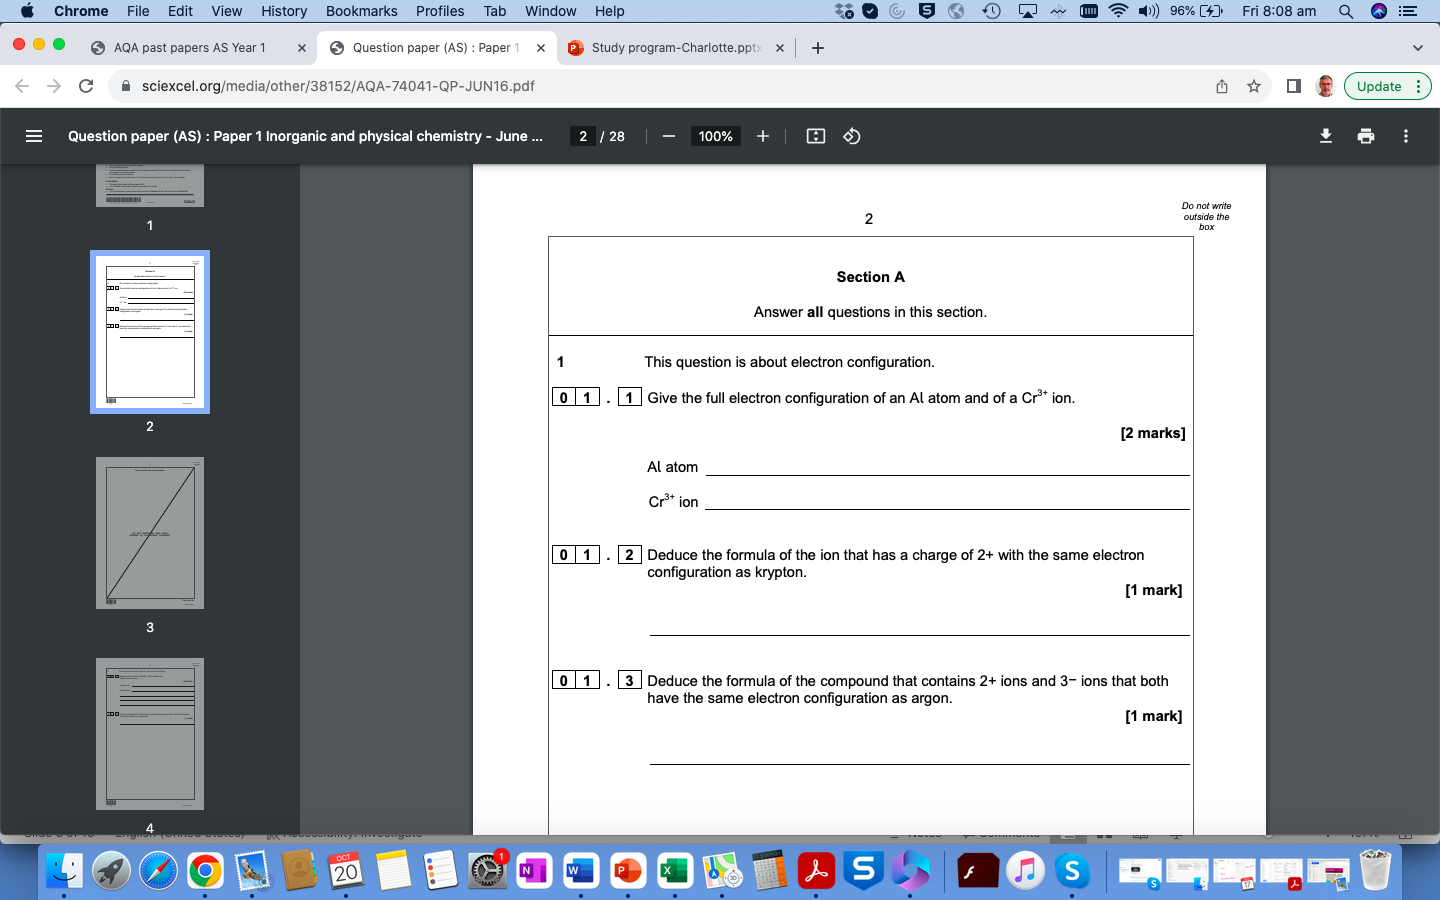 Chrome File Edit View History Bookmarks Profiles Tab Window Help 96% Fri 8:08 am
AQA past papers AS Year 1 Question paper (AS) : Paper 1 Study program-Charlotte.pptx
sciexcel.org/media/other/38152/AQA-74041-QP-JUN16.pdf Update
Question paper (AS) : Paper 1 Inorganic and physical chemistry - June ... 2 / 28 100%
1
2
3
4
2
Do not write
outside the
box
Section A
Answer all questions in this section.
1 This question is about electron configuration.
0 1 . 1 Give the full electron configuration of an Al atom and of a Cr³⁺ ion.
[2 marks]
Al atom
Cr³⁺ ion
0 1 . 2 Deduce the formula of the ion that has a charge of 2+ with the same electron
configuration as krypton.
[1 mark]
0 1 . 3 Deduce the formula of the compound that contains 2+ ions and 3− ions that both
have the same electron configuration as argon.
[1 mark]
OCT
20
1